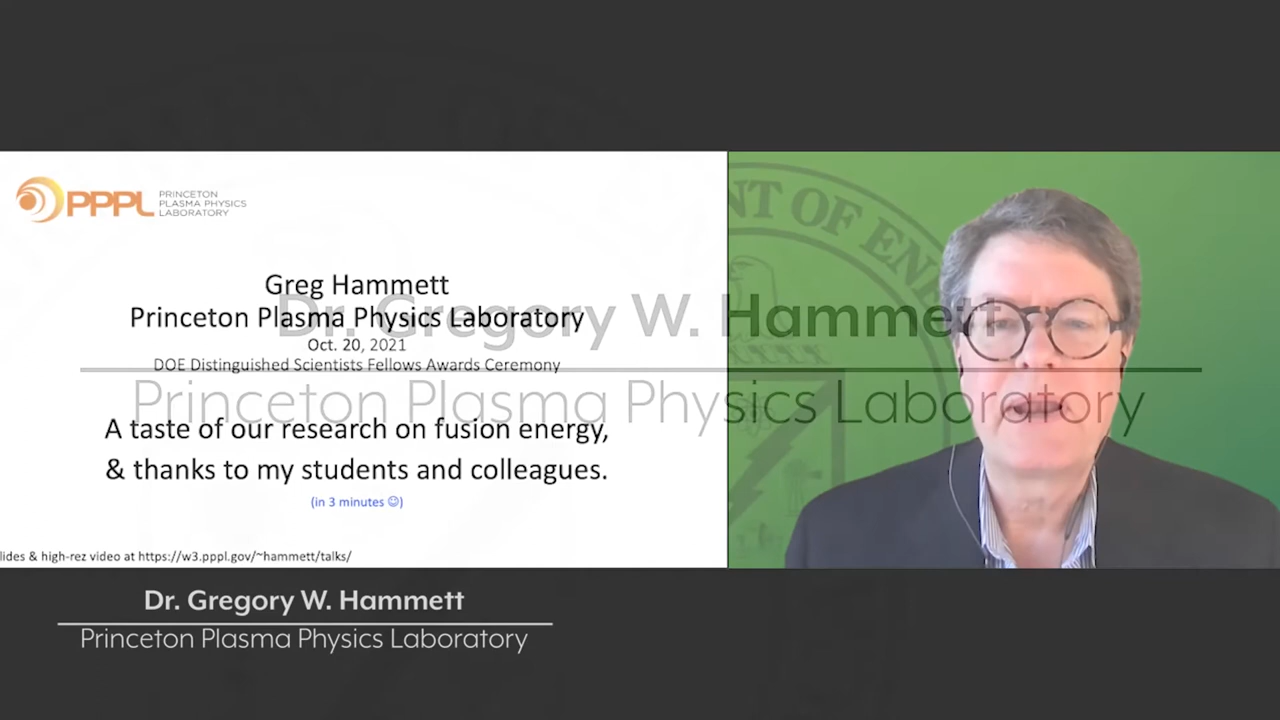 PPPL
PRINCETON
PLASMA PHYSICS
LABORATORY
Greg Hammett
Princeton Plasma Physics Laboratory
Oct. 20, 2021
DOE Distinguished Scientists Fellows Awards Ceremony
A taste of our research on fusion energy,
& thanks to my students and colleagues.
(in 3 minutes ☺)
lides & high-rez video at https://w3.pppl.gov/~hammett/talks/
NT OF ENE
Dr. Gregory W. Hammett
Princeton Plasma Physics Laboratory
Dr. Gregory W. Hammett
Princeton Plasma Physics Laboratory